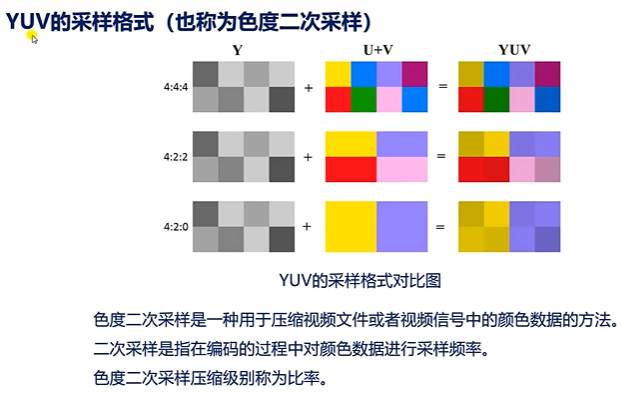 YUV的采样格式（也称为色度二次采样）
Y U+V YUV
4:4:4 + =
4:2:2 + =
4:2:0 + =
YUV的采样格式对比图
色度二次采样是一种用于压缩视频文件或者视频信号中的颜色数据的方法。
二次采样是指在编码的过程中对颜色数据进行采样频率。
色度二次采样压缩级别称为比率。